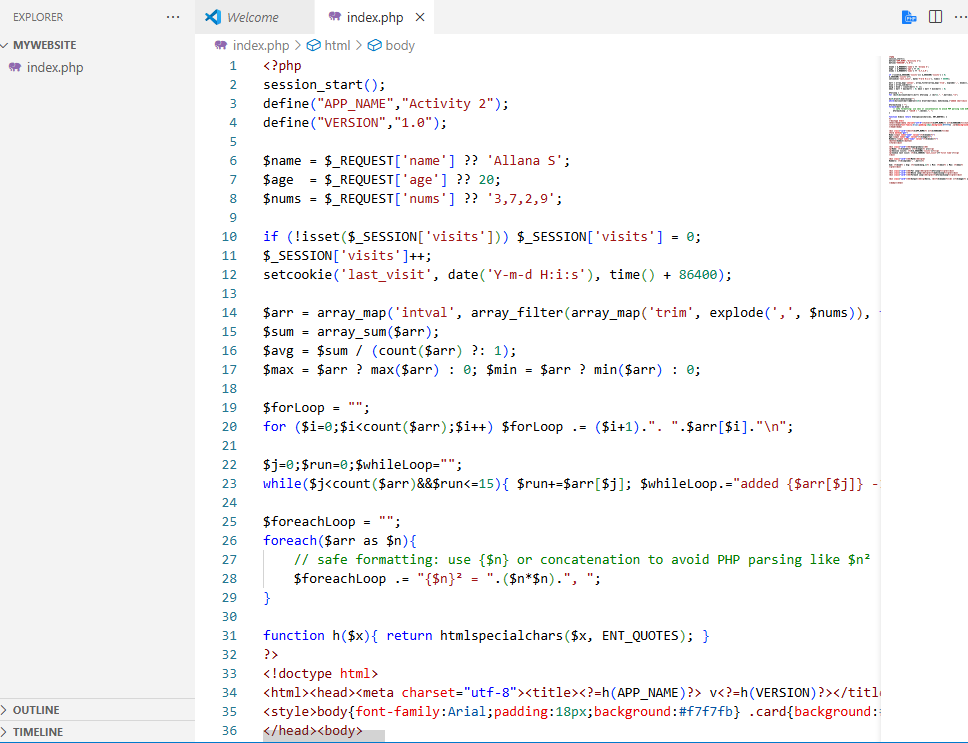 EXPLORER
···
Welcome
index.php
MYWEBSITE
index.php
index.php > html > body
1 <?php
2 session_start();
3 define("APP_NAME","Activity 2");
4 define("VERSION","1.0");
5
6 $name = $_REQUEST['name'] ?? 'Allana S';
7 $age  = $_REQUEST['age'] ?? 20;
8 $nums = $_REQUEST['nums'] ?? '3,7,2,9';
9
10 if (!isset($_SESSION['visits'])) $_SESSION['visits'] = 0;
11 $_SESSION['visits']++;
12 setcookie('last_visit', date('Y-m-d H:i:s'), time() + 86400);
13
14 $arr = array_map('intval', array_filter(array_map('trim', explode(',', $nums)),
15 $sum = array_sum($arr);
16 $avg = $sum / (count($arr) ?: 1);
17 $max = $arr ? max($arr) : 0; $min = $arr ? min($arr) : 0;
18
19 $forLoop = "";
20 for ($i=0;$i<count($arr);$i++) $forLoop .= ($i+1).". ".$arr[$i]."\n";
21
22 $j=0;$run=0;$whileLoop="";
23 while($j<count($arr)&&$run<=15){ $run+=$arr[$j]; $whileLoop.="added {$arr[$j]} -
24
25 $foreachLoop = "";
26 foreach($arr as $n){
27     // safe formatting: use {$n} or concatenation to avoid PHP parsing like $n²
28     $foreachLoop .= "{$n}² = ".($n*$n).", ";
29 }
30
31 function h($x){ return htmlspecialchars($x, ENT_QUOTES); }
32 ?>
33 <!doctype html>
34 <html><head><meta charset="utf-8"><title><?=h(APP_NAME)?> v<?=h(VERSION)?></titl
35 <style>body{font-family:Arial;padding:18px;background:#f7f7fb} .card{background:
36 </head><body>
OUTLINE
TIMELINE